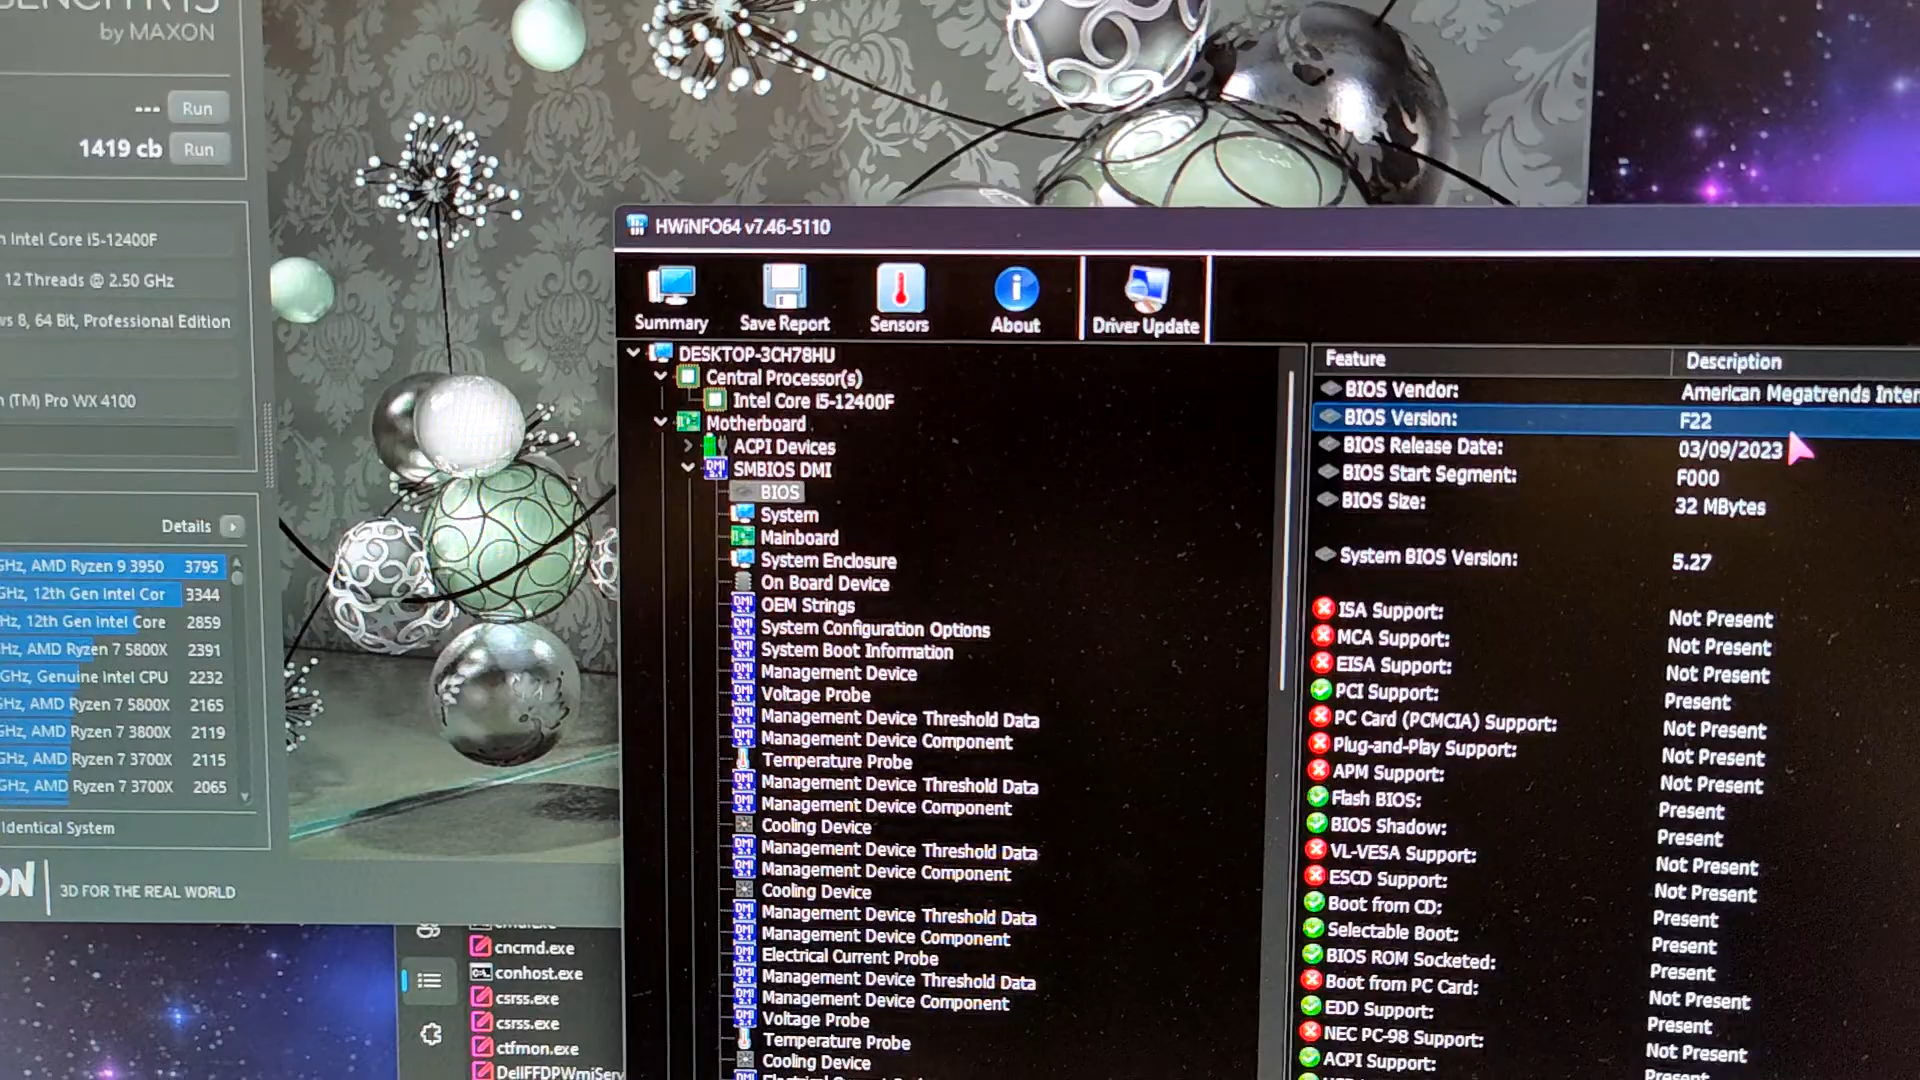 by MAXON
--- Run
1419 cb Run
Intel Core i5-12400F
12 Threads @ 2.50 GHz
8, 64 Bit, Professional Edition
(TM) Pro WX 4100
Details
GHz, AMD Ryzen 9 3950 3795
GHz, 12th Gen Intel Cor 3344
Hz, 12th Gen Intel Core 2859
Hz, AMD Ryzen 7 5800X 2391
GHz, Genuine Intel CPU 2232
GHz, AMD Ryzen 7 5800X 2165
GHz, AMD Ryzen 7 3800X 2119
GHz, AMD Ryzen 7 3700X 2115
GHz, AMD Ryzen 7 3700X 2065
Identical System
ON 3D FOR THE REAL WORLD
cncmd.exe
conhost.exe
csrss.exe
csrss.exe
ctfmon.exe
DellFFDPWmiServ
HWiNFO64 v7.46-5110
Summary Save Report Sensors About Driver Update
DESKTOP-3CH78HU
Central Processor(s)
Intel Core i5-12400F
Motherboard
ACPI Devices
SMBIOS DMI
BIOS
System
Mainboard
System Enclosure
On Board Device
OEM Strings
System Configuration Options
System Boot Information
Management Device
Voltage Probe
Management Device Threshold Data
Management Device Component
Temperature Probe
Management Device Threshold Data
Management Device Component
Cooling Device
Management Device Threshold Data
Management Device Component
Cooling Device
Management Device Threshold Data
Management Device Component
Electrical Current Probe
Management Device Threshold Data
Management Device Component
Voltage Probe
Temperature Probe
Cooling Device
Feature Description
BIOS Vendor: American Megatrends Inter
BIOS Version: F22
BIOS Release Date: 03/09/2023
BIOS Start Segment: F000
BIOS Size: 32 MBytes
System BIOS Version: 5.27
ISA Support: Not Present
MCA Support: Not Present
EISA Support: Not Present
PCI Support: Present
PC Card (PCMCIA) Support: Not Present
Plug-and-Play Support: Not Present
APM Support: Not Present
Flash BIOS: Present
BIOS Shadow: Present
VL-VESA Support: Not Present
ESCD Support: Not Present
Boot from CD: Present
Selectable Boot: Present
BIOS ROM Socketed: Present
Boot from PC Card: Not Present
EDD Support: Present
NEC PC-98 Support: Not Present
ACPI Support: Present